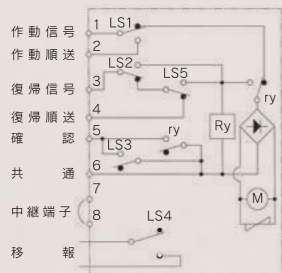 作動信号 1 LS1
作動順送 2
LS2
復帰信号 3 LS5
ry
復帰順送 4
Ry
確認 5 ry
LS3
共通 6
7
M
中継端子
8 LS4
移報